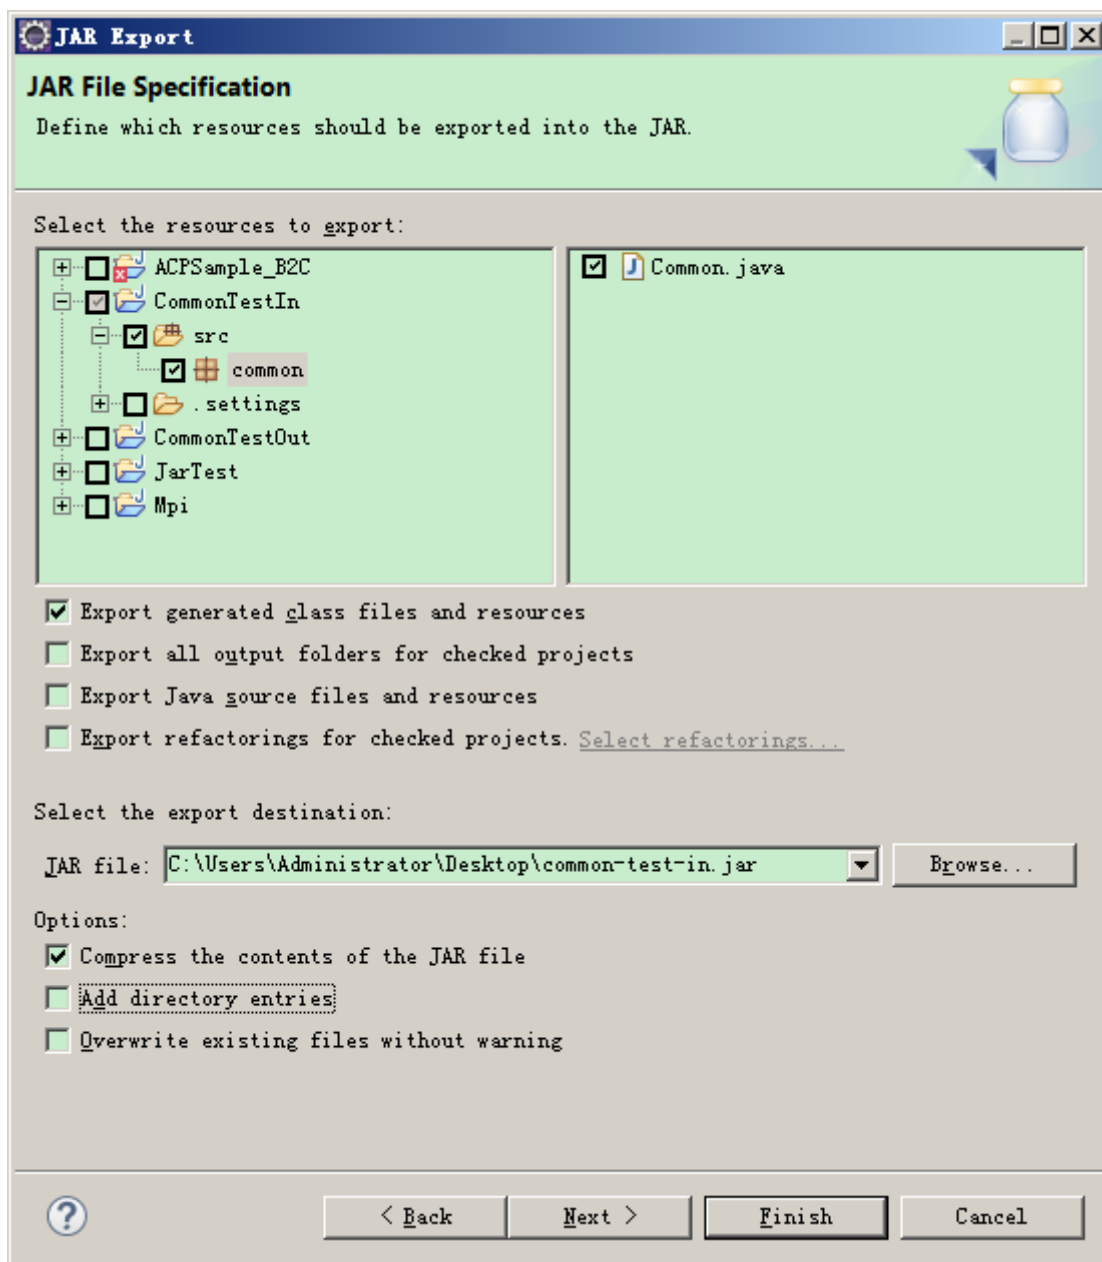 JAR Export
JAR File Specification
Define which resources should be exported into the JAR.
Select the resources to export:
ACPSample_B2C
CommonTestIn
src
common
.settings
CommonTestOut
JarTest
Mpi
Common.java
Export generated class files and resources
Export all output folders for checked projects
Export Java source files and resources
Export refactorings for checked projects. Select refactorings...
Select the export destination:
JAR file: C:\Users\Administrator\Desktop\common-test-in.jar Browse...
Options:
Compress the contents of the JAR file
Add directory entries
Overwrite existing files without warning
? < Back Next > Finish Cancel